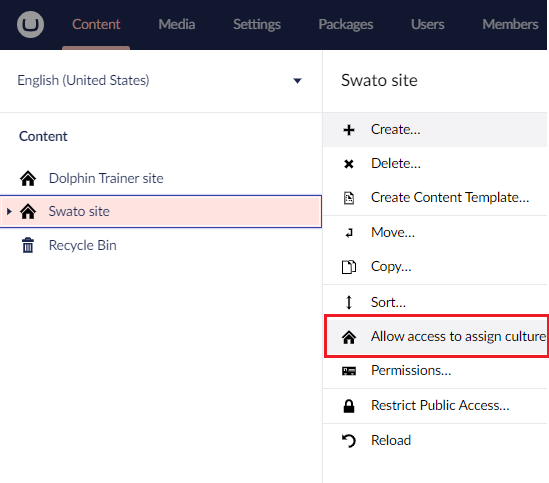 Content Media Settings Packages Users Members
English (United States)
Content
Dolphin Trainer site
Swato site
Recycle Bin
Swato site
Create...
Delete...
Create Content Template...
Move...
Copy...
Sort...
Allow access to assign culture
Permissions...
Restrict Public Access...
Reload